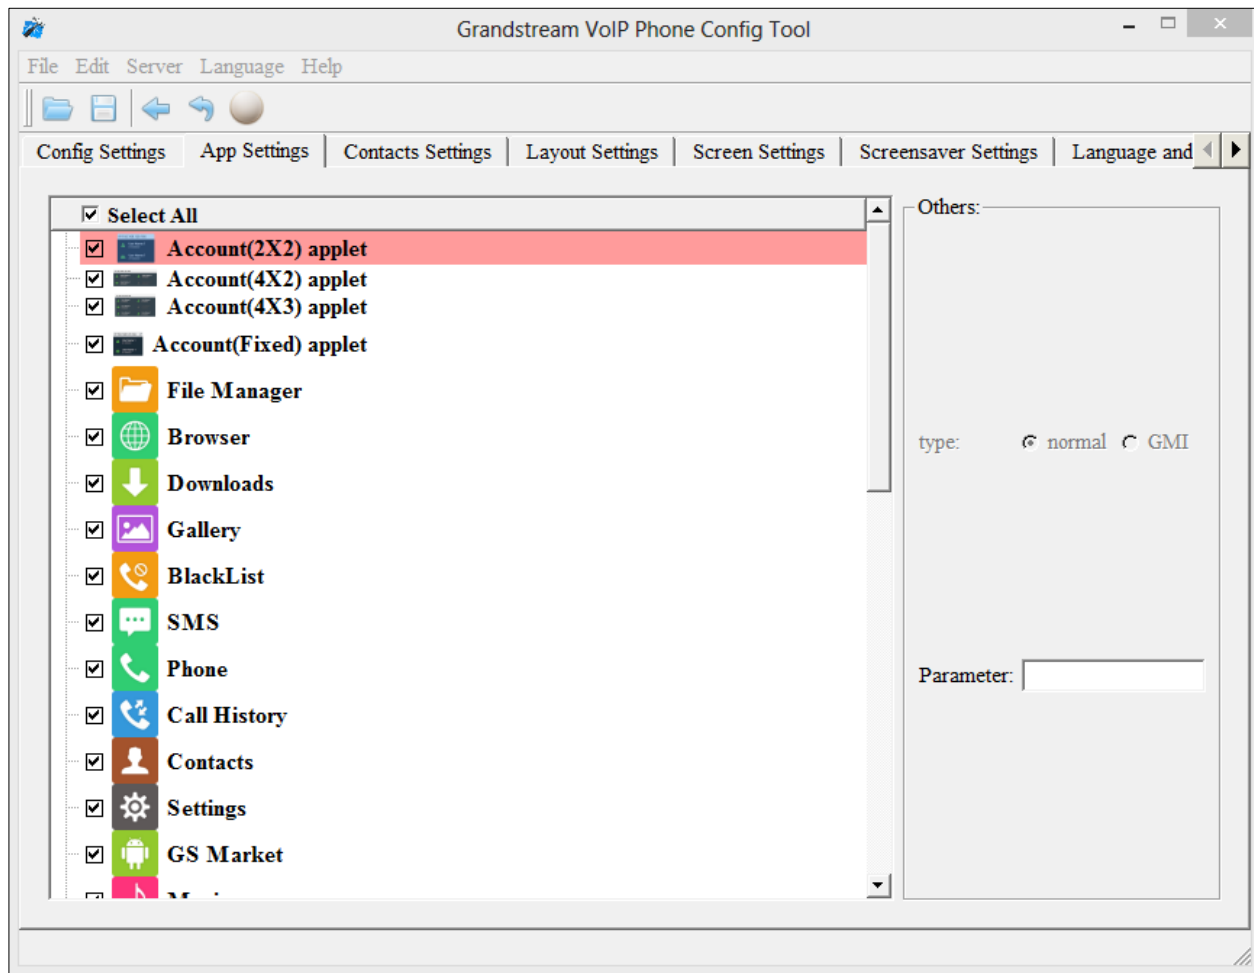 Grandstream VoIP Phone Config Tool
File Edit Server Language Help
Config Settings App Settings Contacts Settings Layout Settings Screen Settings Screensaver Settings Language and
Select All
Account(2X2) applet
Account(4X2) applet
Account(4X3) applet
Account(Fixed) applet
File Manager
Browser
Downloads
Gallery
BlackList
SMS
Phone
Call History
Contacts
Settings
GS Market
Others:
type: normal GMI
Parameter: